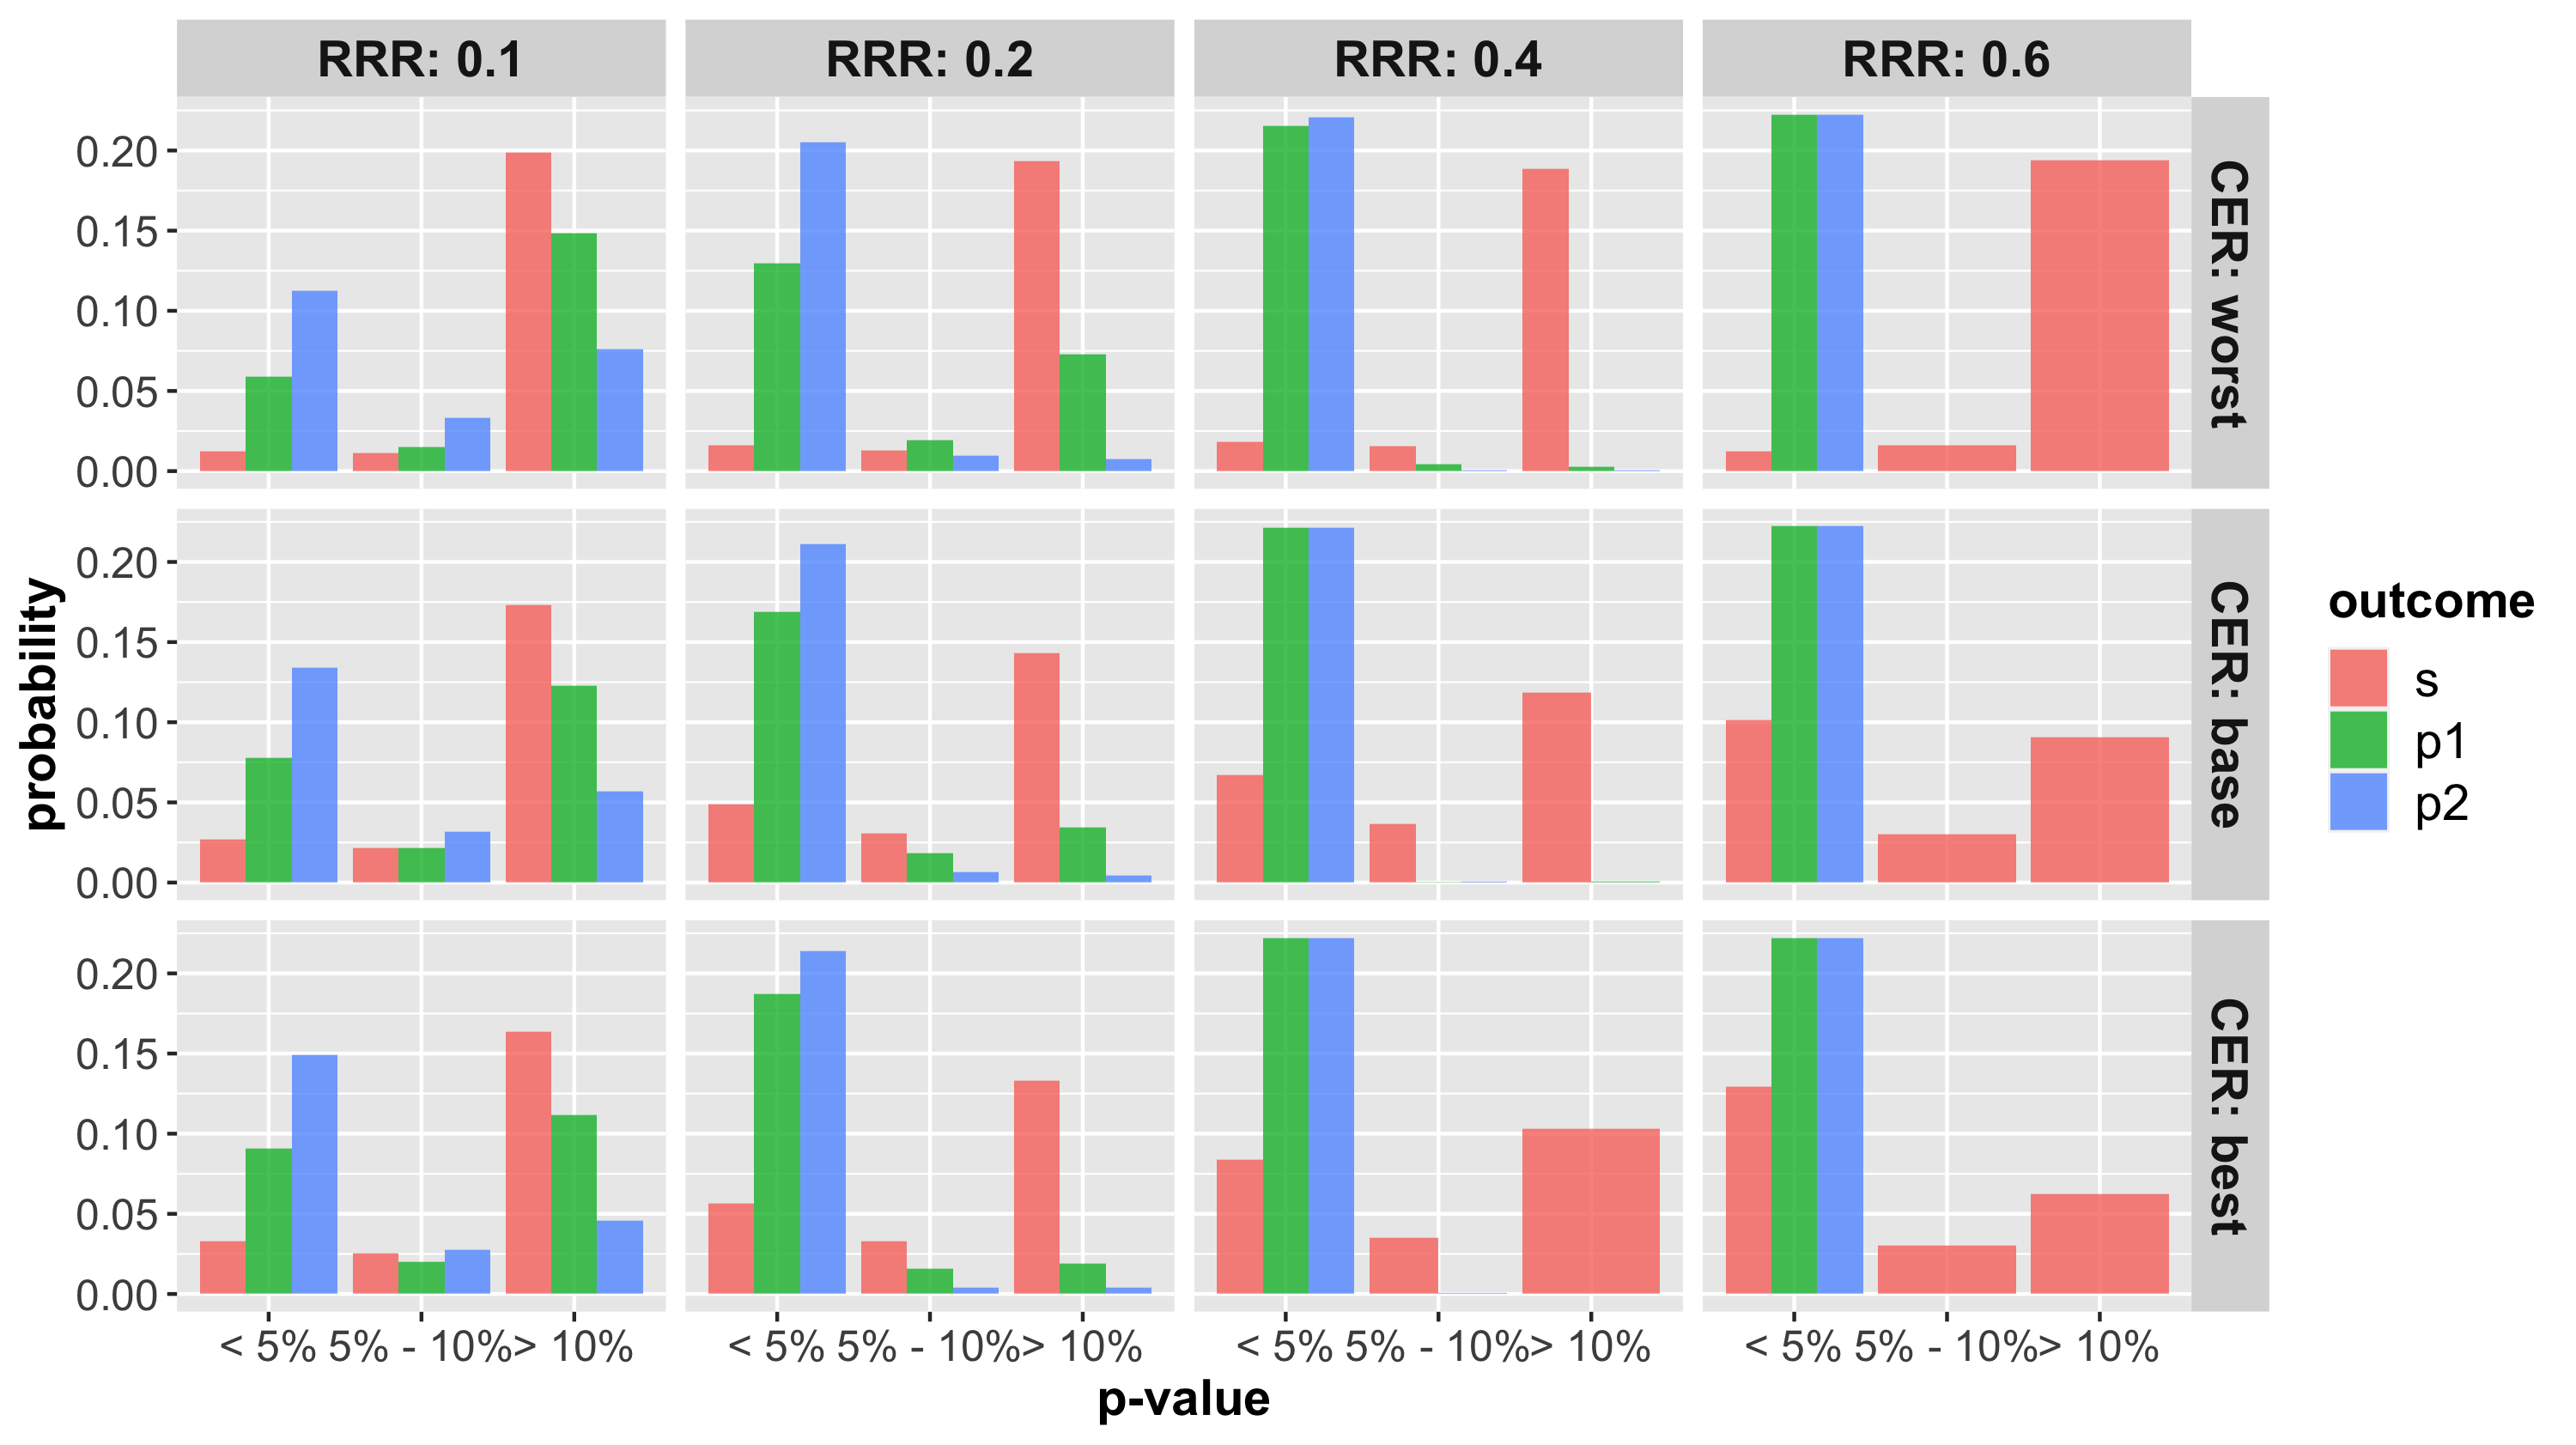 RRR: 0.1 RRR: 0.2 RRR: 0.4 RRR: 0.6
0.20
0.15
0.10
0.05
0.00
CER: worst
probability
0.20
0.15
0.10
0.05
0.00
CER: base
0.20
0.15
0.10
0.05
0.00
CER: best
< 5% 5% - 10% > 10% < 5% 5% - 10% > 10% < 5% 5% - 10% > 10% < 5% 5% - 10% > 10%
p-value
outcome
s
p1
p2